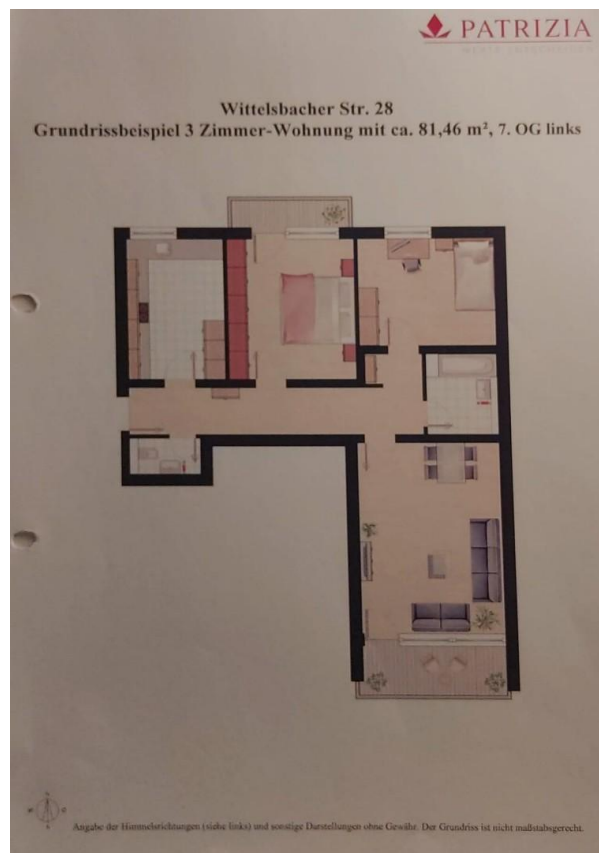 PATRIZIA
Wittelsbacher Str. 28
Grundrissbeispiel 3 Zimmer-Wohnung mit ca. 81,46 m², 7. OG links
Angabe der Himmelsrichtungen (siehe links) und sonstige Darstellungen ohne Gewähr. Der Grundriss ist nicht maßstabsgerecht.